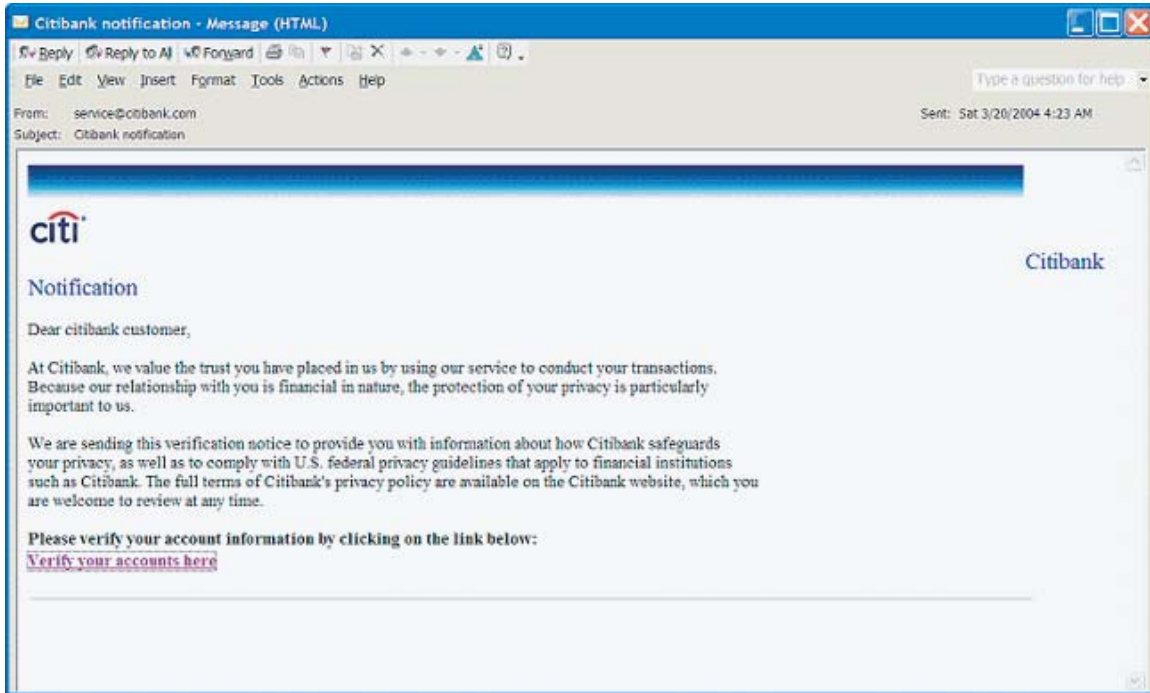 Citibank notification - Message (HTML)
Reply Reply to All Forward
File Edit View Insert Format Tools Actions Help Type a question for help
From: service@citibank.com Sent: Sat 3/20/2004 4:23 AM
Subject: Citibank notification
citi
Citibank
Notification
Dear citibank customer,
At Citibank, we value the trust you have placed in us by using our service to conduct your transactions.
Because our relationship with you is financial in nature, the protection of your privacy is particularly
important to us.
We are sending this verification notice to provide you with information about how Citibank safeguards
your privacy, as well as to comply with U.S. federal privacy guidelines that apply to financial institutions
such as Citibank. The full terms of Citibank's privacy policy are available on the Citibank website, which you
are welcome to review at any time.
Please verify your account information by clicking on the link below:
Verify your accounts here